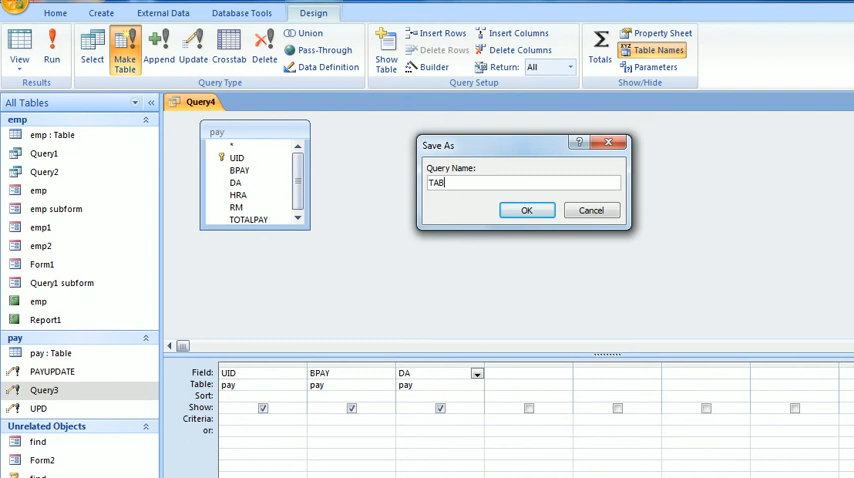 Home Create External Data Database Tools Design
View
Run
Select
Make
Table
Append
Update
Crosstab
Delete
Union
Pass-Through
Data Definition
Show
Table
Insert Rows
Delete Rows
Builder
Insert Columns
Delete Columns
Return: All
Totals
Property Sheet
Table Names
Parameters
Results Query Type Query Setup Show/Hide
All Tables
emp
emp : Table
Query1
Query2
emp
emp subform
emp1
emp2
Form1
Query1 subform
emp
Report1
pay
pay : Table
PAYUPDATE
Query3
UPD
Unrelated Objects
find
Form2
Query4
pay
*
UID
BPAY
DA
HRA
RM
TOTALPAY
Save As
Query Name:
TAB
OK Cancel
Field: UID BPAY DA
Table: pay pay pay
Sort:
Show:
Criteria:
or: